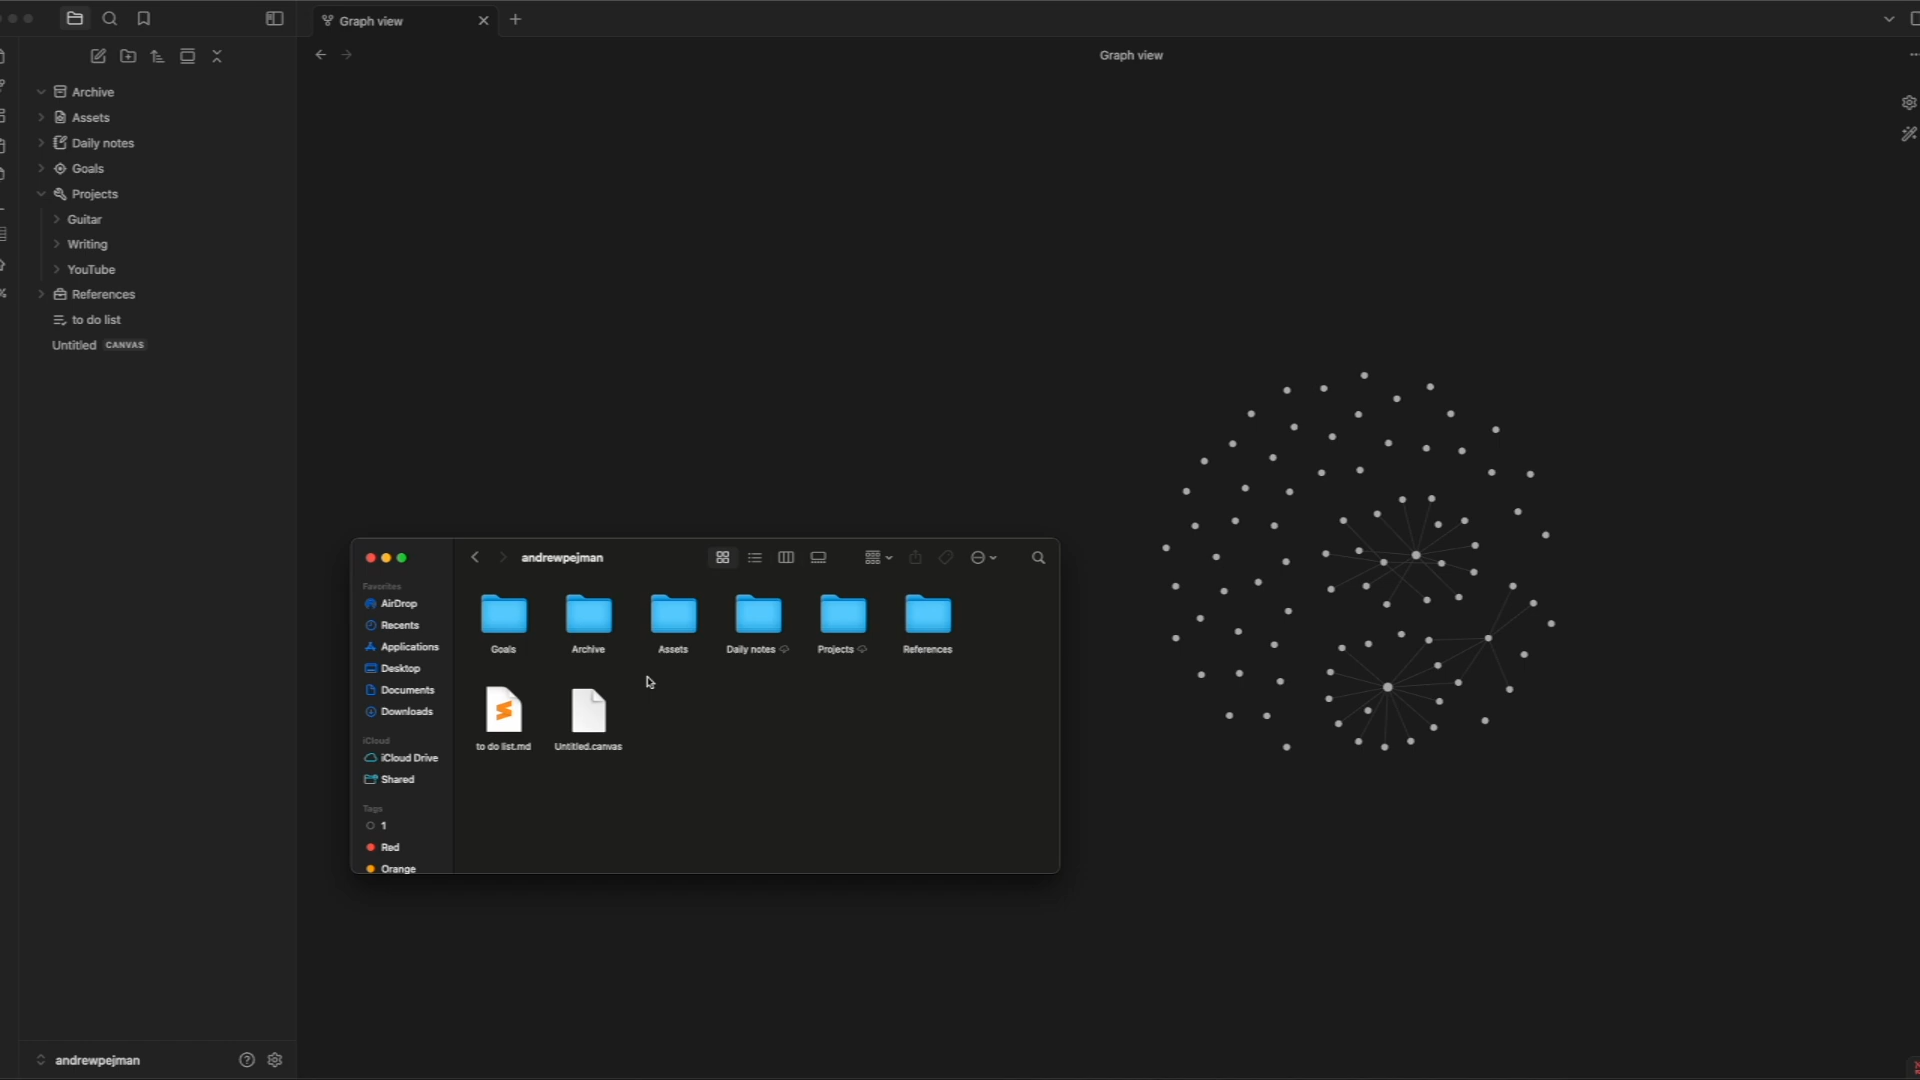 Graph view
Graph view
Archive
Assets
Daily notes
Goals
Projects
Guitar
Writing
YouTube
References
to do list
Untitled CANVAS
andrewpejman
Favorites
AirDrop
Recents
Applications
Desktop
Documents
Downloads
iCloud
iCloud Drive
Shared
Tags
1
Red
Orange
andrewpejman
Goals
Archive
Assets
Daily notes
Projects
References
to do list.md
Untitled.canvas